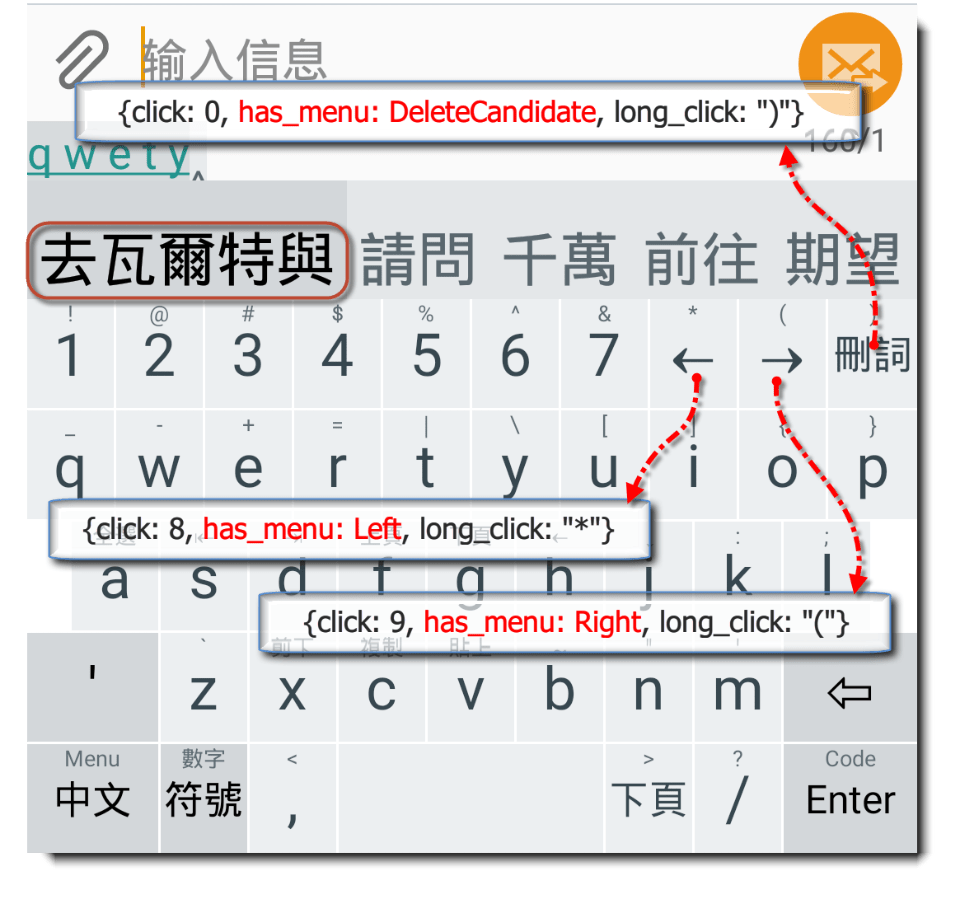 输入信息
{click: 0, has_menu: DeleteCandidate, long_click: ")"}
160/1
q w e t y‸
去瓦爾特與 請問 千萬 前往 期望
! @ # $ % ^ & * ( )
1 2 3 4 5 6 7 ← → 刪詞
_ - + = | \ [ ] { }
q w e r t y u i o p
{click: 8, has_menu: Left, long_click: "*"}
: ;
a s d f g h j k l
{click: 9, has_menu: Right, long_click: "("}
` 剪下 複製 貼上 ~ " '
' z x c v b n m ⇦
Menu 數字 < > ? Code
中文 符號 , 下頁 / Enter